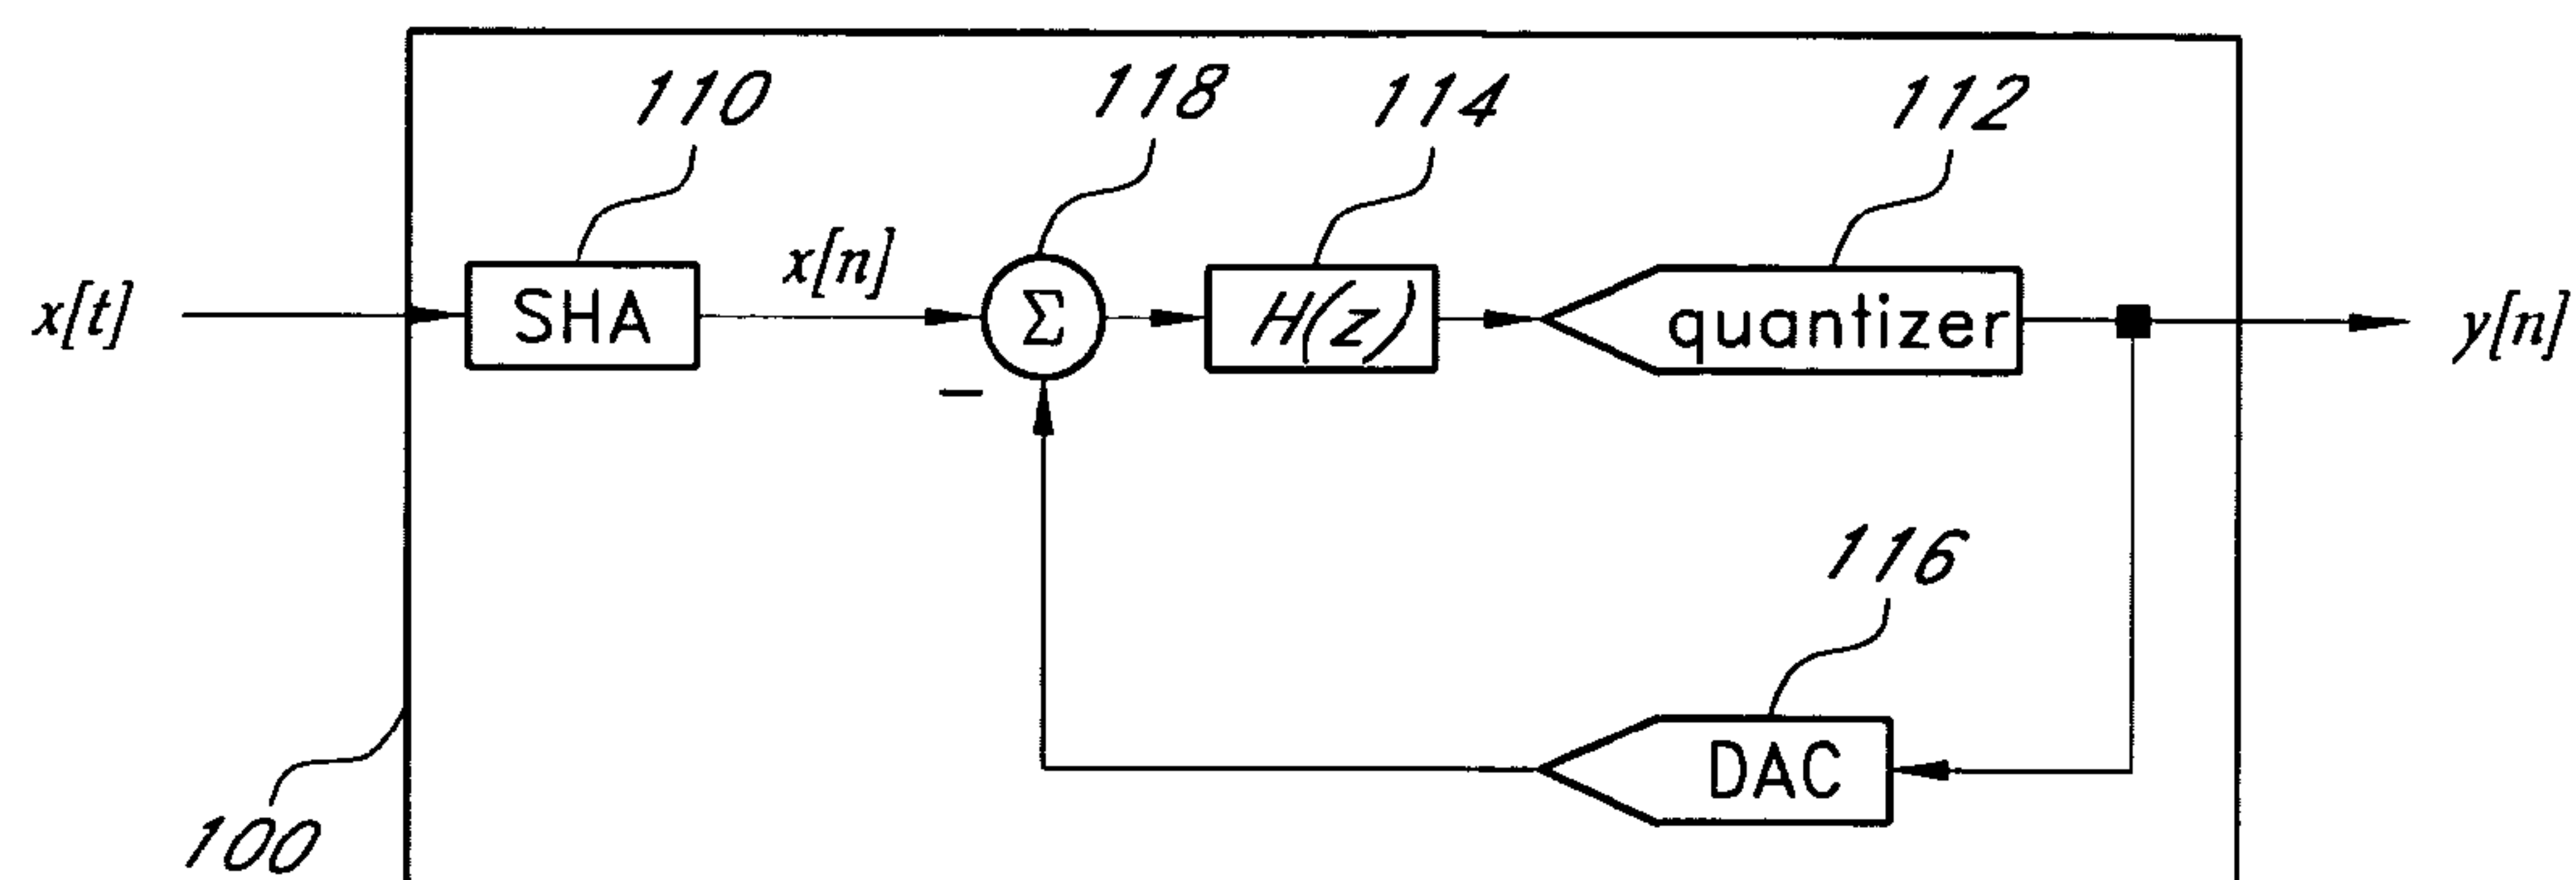 110
118
114
112
x[t]
SHA
x[n]
Σ
−
H(z)
quantizer
y[n]
116
DAC
100